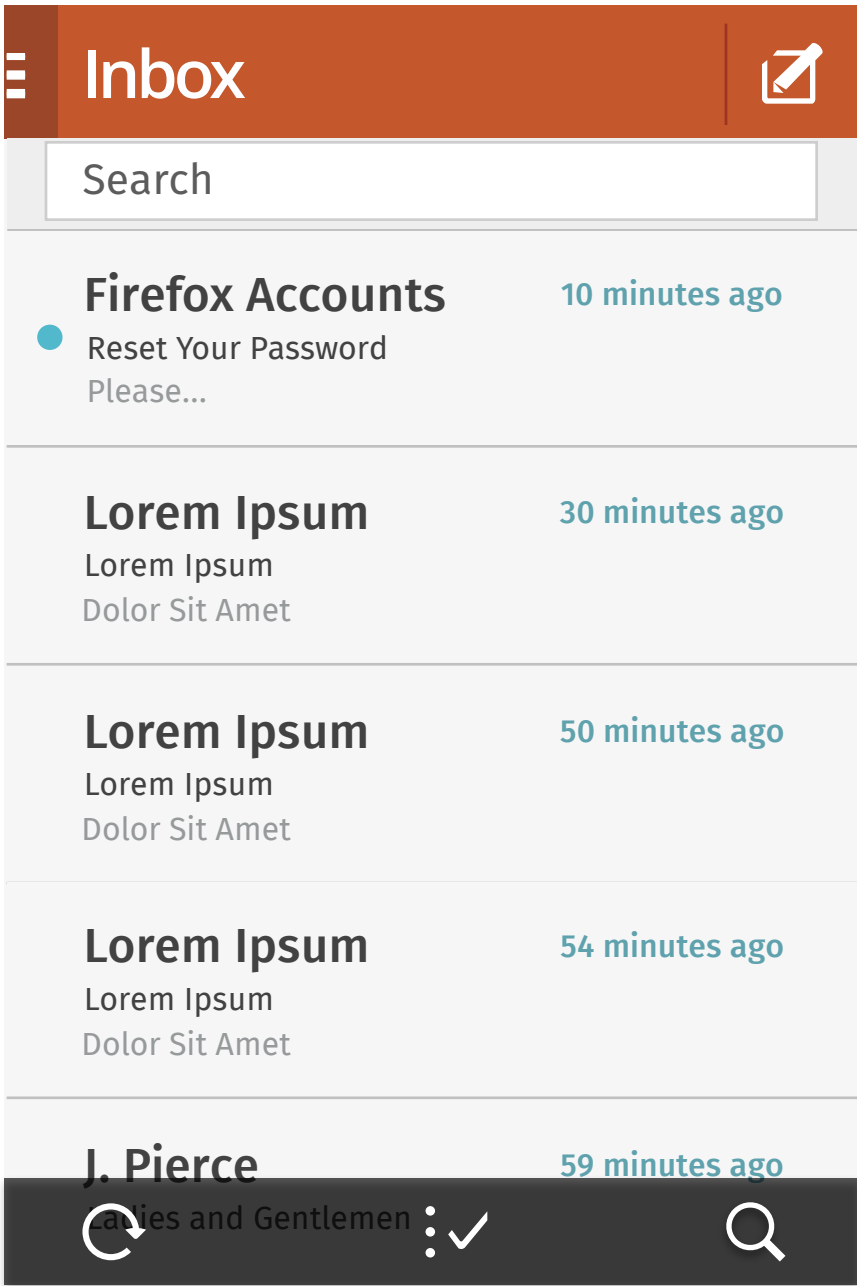 Inbox
Search
Firefox Accounts
10 minutes ago
Reset Your Password
Please...
Lorem Ipsum
30 minutes ago
Lorem Ipsum
Dolor Sit Amet
Lorem Ipsum
50 minutes ago
Lorem Ipsum
Dolor Sit Amet
Lorem Ipsum
54 minutes ago
Lorem Ipsum
Dolor Sit Amet
J. Pierce
59 minutes ago
Ladies and Gentlemen